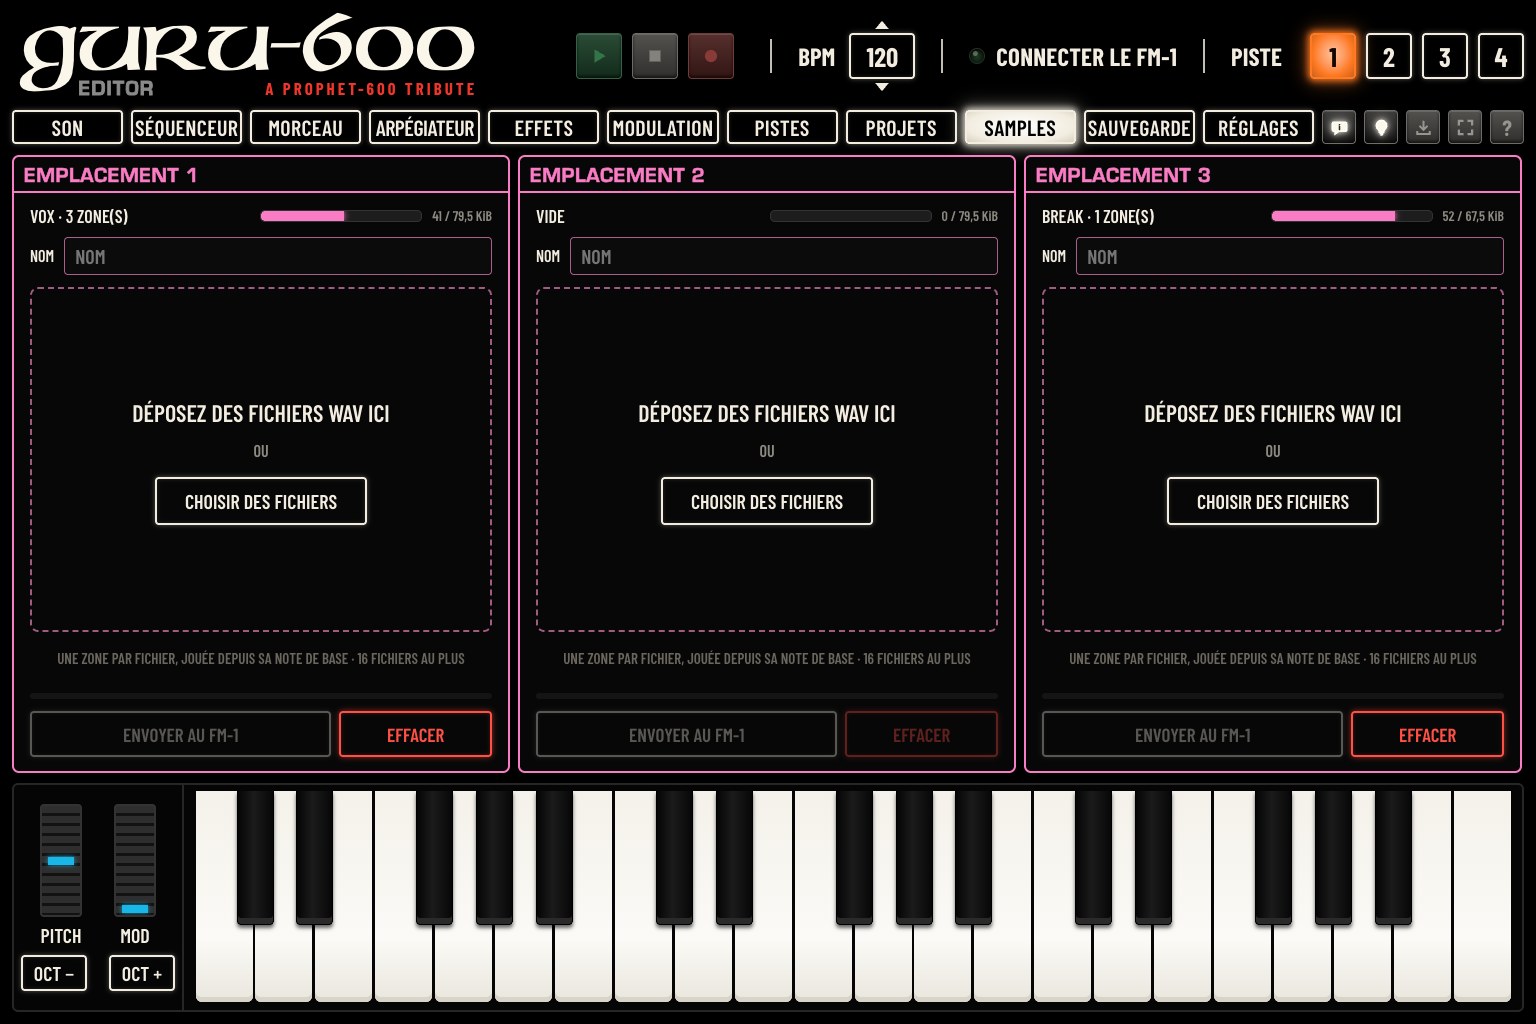 guru-600
EDITOR
A PROPHET-600 TRIBUTE
BPM 120
CONNECTER LE FM-1
PISTE 1 2 3 4
SON SÉQUENCEUR MORCEAU ARPÉGIATEUR EFFETS MODULATION PISTES PROJETS SAMPLES SAUVEGARDE RÉGLAGES ?
EMPLACEMENT 1
VOX · 3 ZONE(S) 41 / 79,5 KiB
NOM NOM
DÉPOSEZ DES FICHIERS WAV ICI
OU
CHOISIR DES FICHIERS
UNE ZONE PAR FICHIER, JOUÉE DEPUIS SA NOTE DE BASE · 16 FICHIERS AU PLUS
ENVOYER AU FM-1 EFFACER
EMPLACEMENT 2
VIDE 0 / 79,5 KiB
NOM NOM
DÉPOSEZ DES FICHIERS WAV ICI
OU
CHOISIR DES FICHIERS
UNE ZONE PAR FICHIER, JOUÉE DEPUIS SA NOTE DE BASE · 16 FICHIERS AU PLUS
ENVOYER AU FM-1 EFFACER
EMPLACEMENT 3
BREAK · 1 ZONE(S) 52 / 67,5 KiB
NOM NOM
DÉPOSEZ DES FICHIERS WAV ICI
OU
CHOISIR DES FICHIERS
UNE ZONE PAR FICHIER, JOUÉE DEPUIS SA NOTE DE BASE · 16 FICHIERS AU PLUS
ENVOYER AU FM-1 EFFACER
PITCH MOD
OCT − OCT +